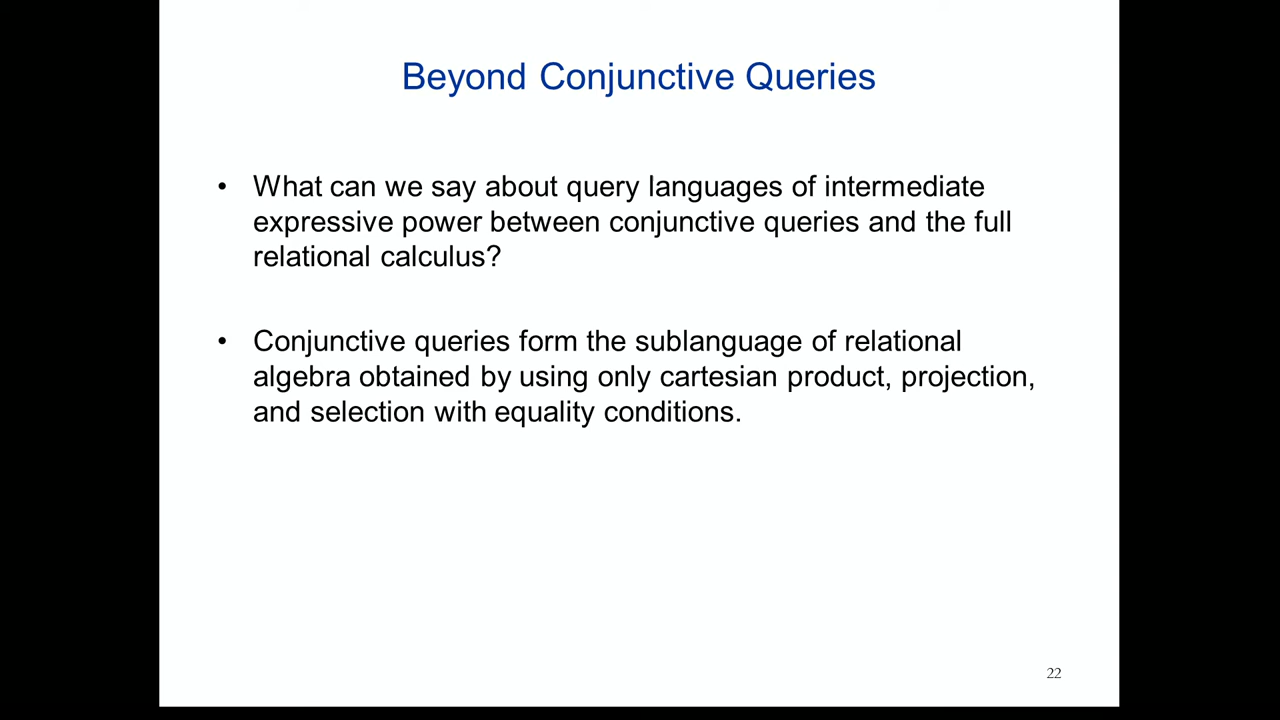 Beyond Conjunctive Queries
• What can we say about query languages of intermediate
expressive power between conjunctive queries and the full
relational calculus?
• Conjunctive queries form the sublanguage of relational
algebra obtained by using only cartesian product, projection,
and selection with equality conditions.
22